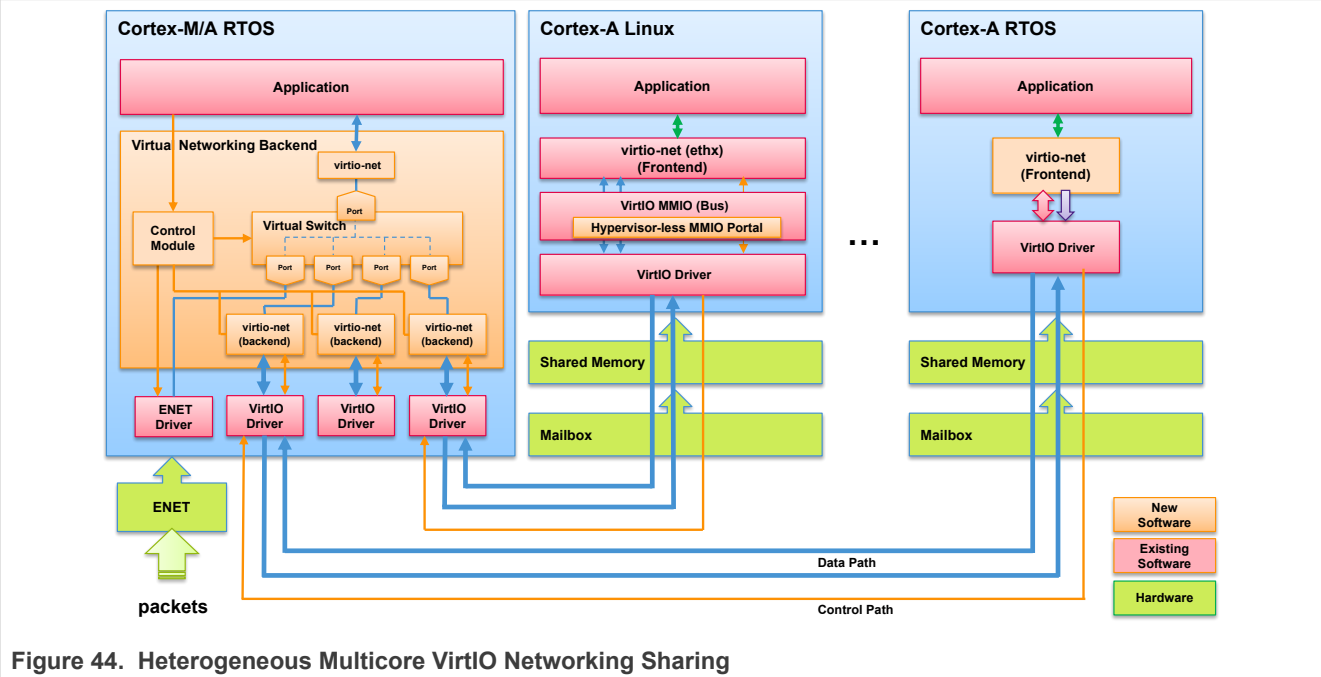 Cortex-M/A RTOS
Application
Virtual Networking Backend
virtio-net
Port
Control
Module
Virtual Switch
Port
Port
Port
Port
virtio-net
(backend)
virtio-net
(backend)
virtio-net
(backend)
ENET
Driver
VirtIO
Driver
VirtIO
Driver
VirtIO
Driver
ENET
packets
Cortex-A Linux
Application
virtio-net (ethx)
(Frontend)
VirtIO MMIO (Bus)
Hypervisor-less MMIO Portal
VirtIO Driver
Shared Memory
Mailbox
...
Cortex-A RTOS
Application
virtio-net
(Frontend)
VirtIO Driver
Shared Memory
Mailbox
Data Path
Control Path
New
Software
Existing
Software
Hardware
Figure 44. Heterogeneous Multicore VirtIO Networking Sharing